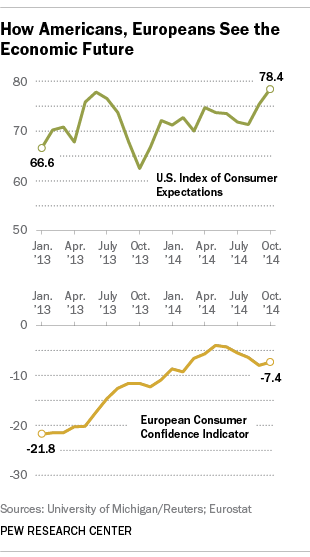 How Americans, Europeans See the
Economic Future
80
78.4
70
66.6
60
U.S. Index of Consumer
Expectations
50
Jan. Apr. July Oct. Jan. Apr. July Oct.
'13 '13 '13 '13 '14 '14 '14 '14
Jan. Apr. July Oct. Jan. Apr. July Oct.
'13 '13 '13 '13 '14 '14 '14 '14
0
-10
-7.4
-20
European Consumer
Confidence Indicator
-21.8
-30
Sources: University of Michigan/Reuters; Eurostat
PEW RESEARCH CENTER